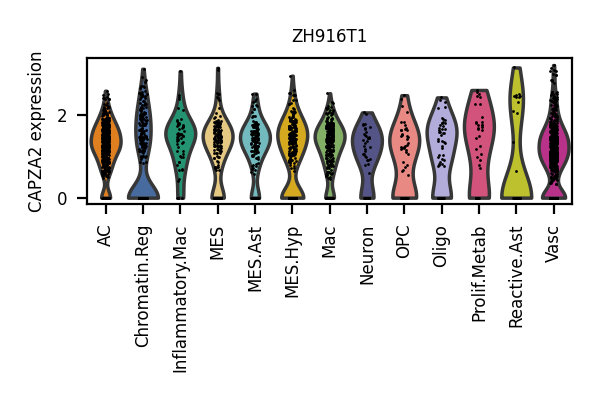 ZH916T1
CAPZA2 expression
2
0
AC
Chromatin.Reg
Inflammatory.Mac
MES
MES.Ast
MES.Hyp
Mac
Neuron
OPC
Oligo
Prolif.Metab
Reactive.Ast
Vasc